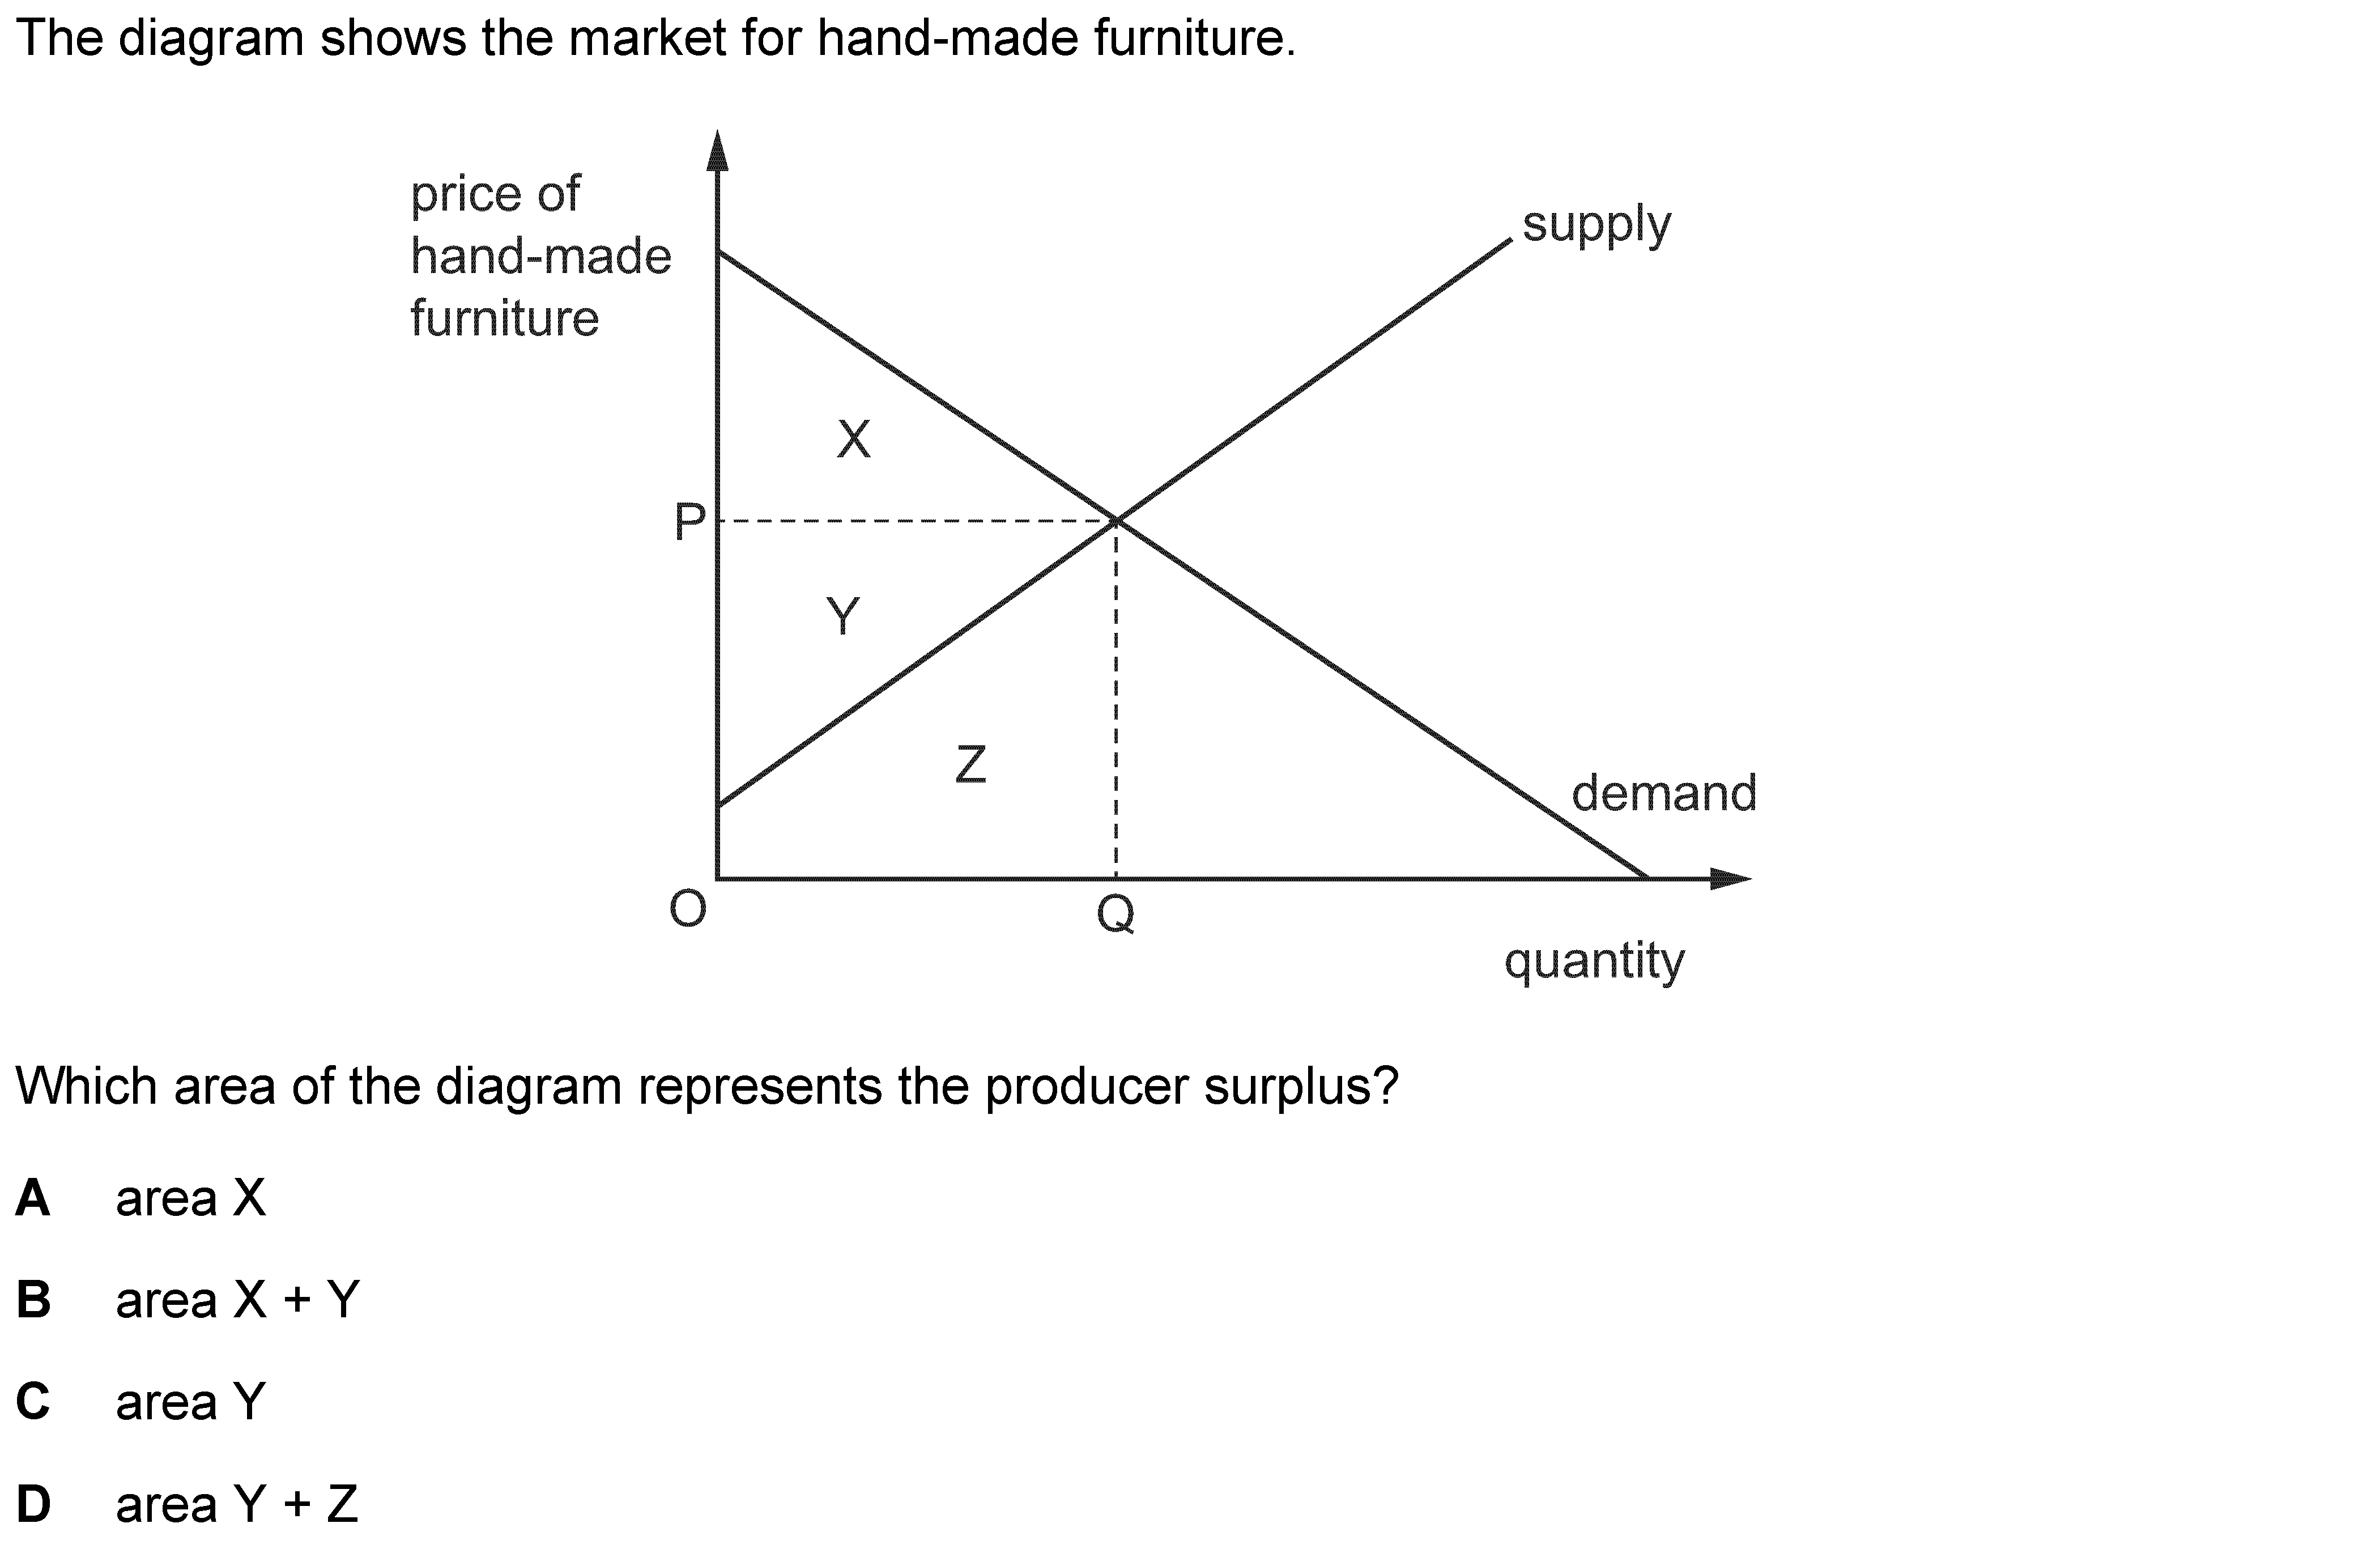 The diagram shows the market for hand-made furniture.
price of
hand-made
furniture
supply
X
P
Y
Z
demand
O
Q
quantity
Which area of the diagram represents the producer surplus?
A area X
B area X + Y
C area Y
D area Y + Z